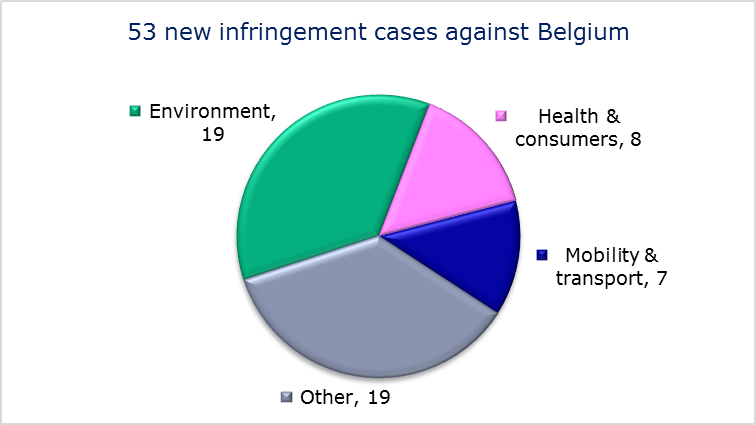 53 new infringement cases against Belgium
Environment,
19
Health &
consumers, 8
Mobility &
transport, 7
Other, 19